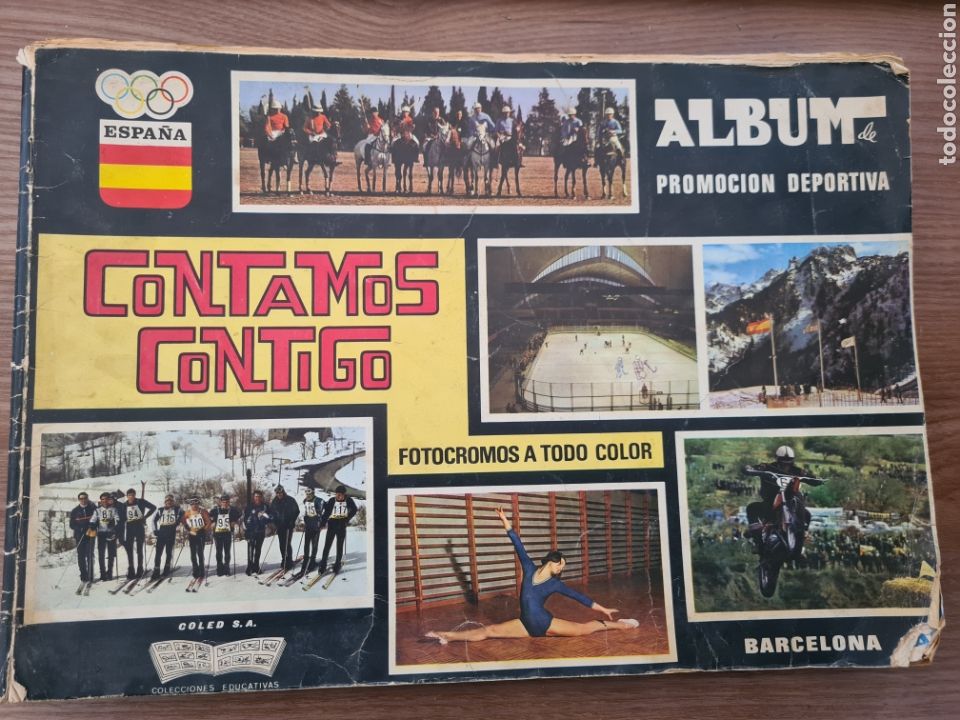 ESPAÑA
ALBUM de
PROMOCION DEPORTIVA
CONTAMOS
CONTIGO
FOTOCROMOS A TODO COLOR
COLED S.A.
COLECCIONES EDUCATIVAS
BARCELONA
todocoleccion